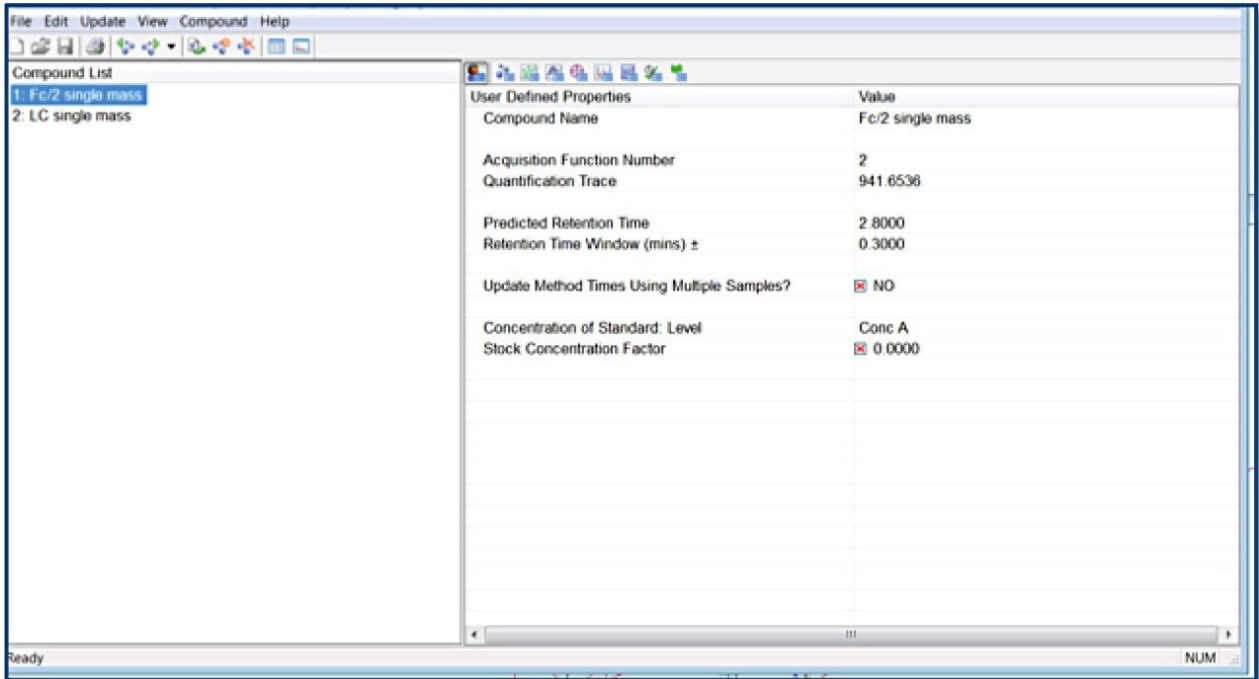 File Edit Update View Compound Help
Compound List
1: Fc/2 single mass
2: LC single mass
User Defined Properties Value
Compound Name Fc/2 single mass
Acquisition Function Number 2
Quantification Trace 941.6536
Predicted Retention Time 2.8000
Retention Time Window (mins) ± 0.3000
Update Method Times Using Multiple Samples? NO
Concentration of Standard: Level Conc A
Stock Concentration Factor 0.0000
Ready NUM